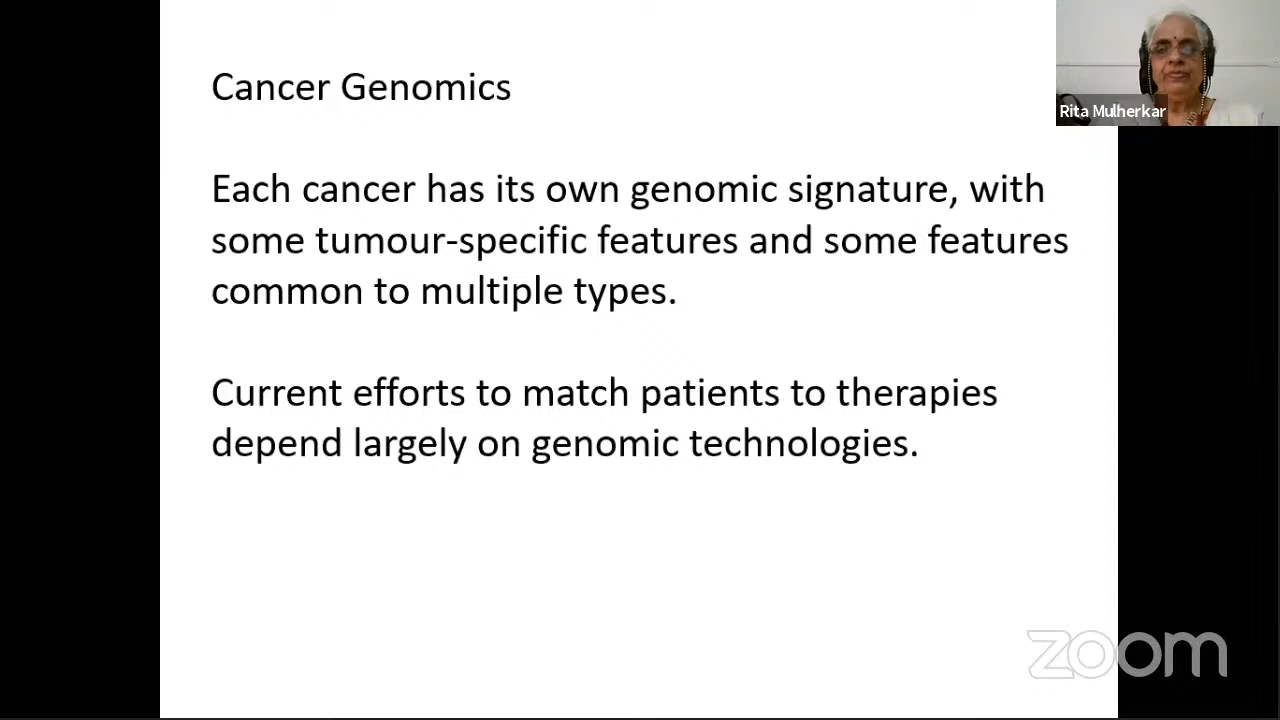 Cancer Genomics
Rita Mulherkar
Each cancer has its own genomic signature, with
some tumour-specific features and some features
common to multiple types.
Current efforts to match patients to therapies
depend largely on genomic technologies.
zoom